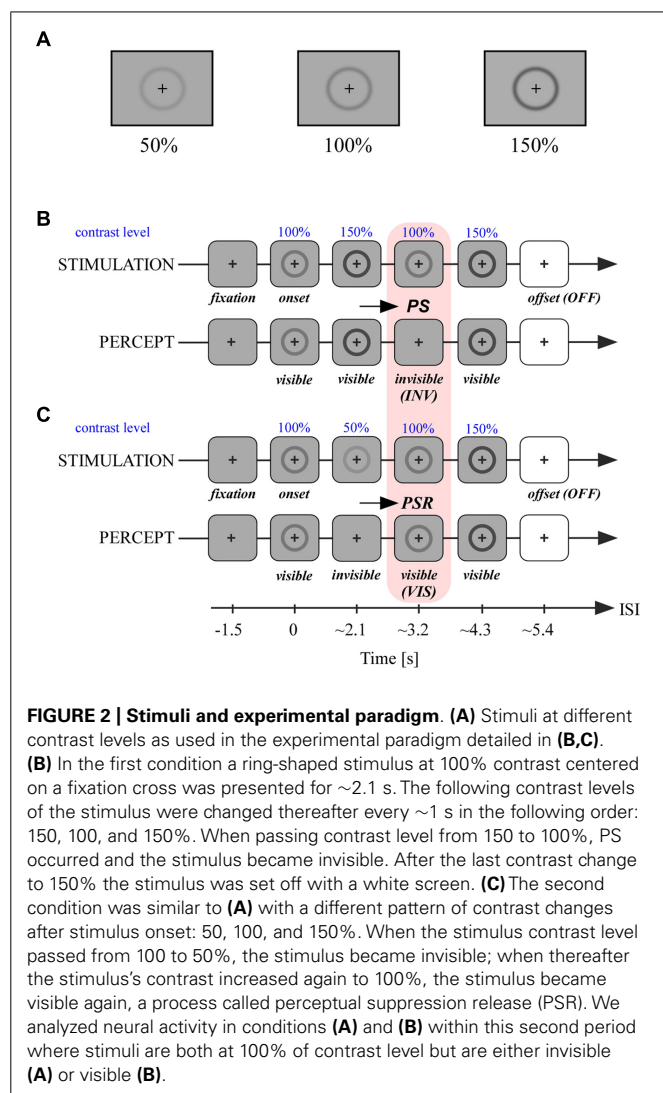 A
50%
100%
150%
B
contrast level 100% 150% 100% 150%
STIMULATION
fixation onset offset (OFF)
PS
PERCEPT
visible visible invisible visible
(INV)
C
contrast level 100% 50% 100% 150%
STIMULATION
fixation onset offset (OFF)
PSR
PERCEPT
visible invisible visible visible
(VIS)
ISI
-1.5 0 ~2.1 ~3.2 ~4.3 ~5.4
Time [s]
FIGURE 2 | Stimuli and experimental paradigm. (A) Stimuli at different
contrast levels as used in the experimental paradigm detailed in (B,C).
(B) In the first condition a ring-shaped stimulus at 100% contrast centered
on a fixation cross was presented for ∼2.1 s. The following contrast levels
of the stimulus were changed thereafter every ∼1 s in the following order:
150, 100, and 150%. When passing contrast level from 150 to 100%, PS
occurred and the stimulus became invisible. After the last contrast change
to 150% the stimulus was set off with a white screen. (C) The second
condition was similar to (A) with a different pattern of contrast changes
after stimulus onset: 50, 100, and 150%. When the stimulus contrast level
passed from 100 to 50%, the stimulus became invisible; when thereafter
the stimulus's contrast increased again to 100%, the stimulus became
visible again, a process called perceptual suppression release (PSR). We
analyzed neural activity in conditions (A) and (B) within this second period
where stimuli are both at 100% of contrast level but are either invisible
(A) or visible (B).